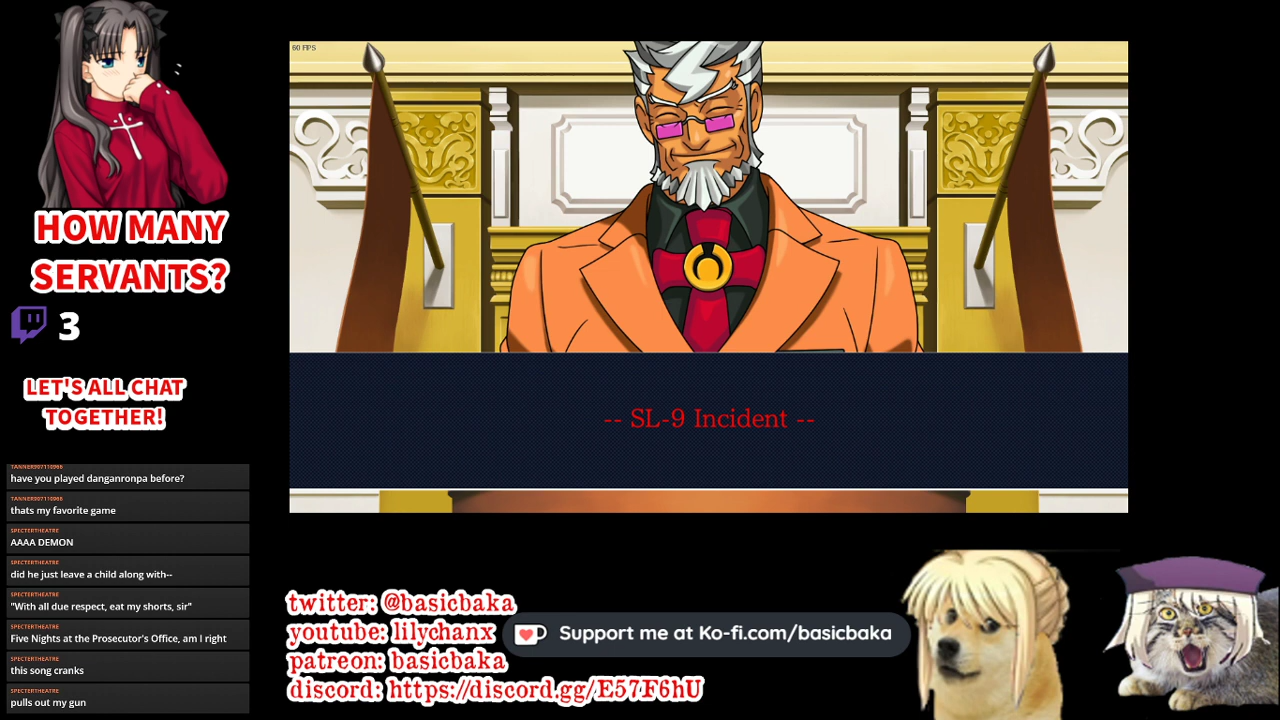 60 FPS
HOW MANY
SERVANTS?
3
LET'S ALL CHAT
TOGETHER!
-- SL-9 Incident --
TANNER907110966
have you played danganronpa before?
TANNER907110966
thats my favorite game
SPECTERTHEATRE
AAAA DEMON
SPECTERTHEATRE
did he just leave a child along with--
SPECTERTHEATRE
"With all due respect, eat my shorts, sir"
SPECTERTHEATRE
Five Nights at the Prosecutor's Office, am I right
SPECTERTHEATRE
this song cranks
SPECTERTHEATRE
pulls out my gun
twitter: @basicbaka
youtube: lilychanx
patreon: basicbaka
discord: https://discord.gg/E57F6hU
Support me at Ko-fi.com/basicbaka